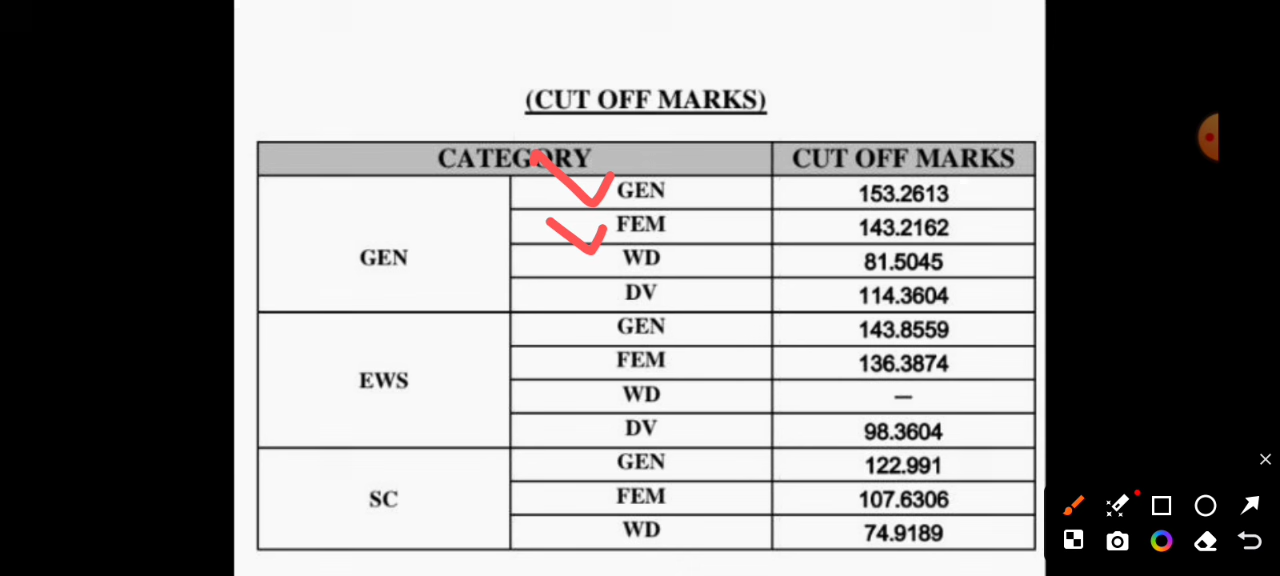 (CUT OFF MARKS)
CATEGORY CUT OFF MARKS
GEN GEN 153.2613
FEM 143.2162
WD 81.5045
DV 114.3604
EWS GEN 143.8559
FEM 136.3874
WD —
DV 98.3604
SC GEN 122.991
FEM 107.6306
WD 74.9189